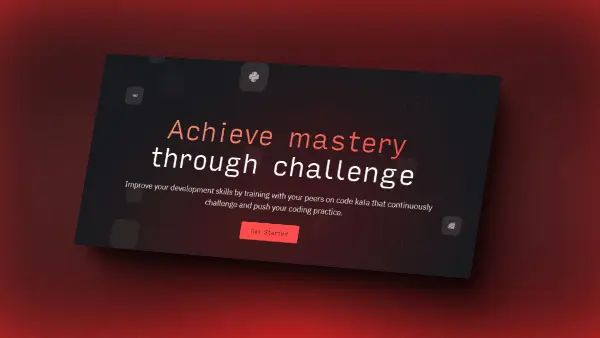 Achieve mastery
through challenge
Improve your development skills by training with your peers on code kata that continuously
challenge and push your coding practice.
Get Started